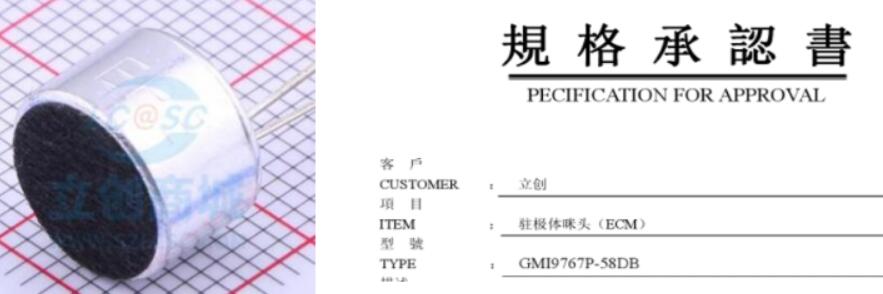 C@SC
立创商城
規格承認書
PECIFICATION FOR APPROVAL
客 戶
CUSTOMER : 立创
項 目
ITEM : 驻极体咪头（ECM）
型 號
TYPE : GMI9767P-58DB